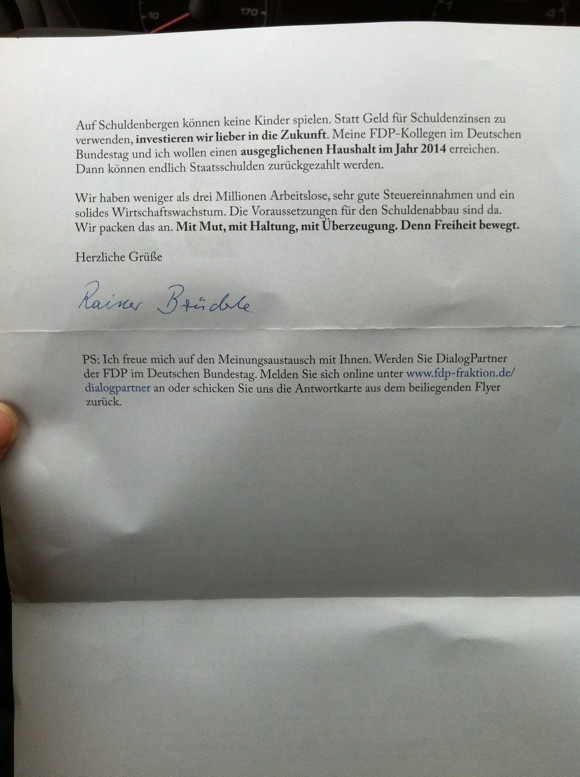 10
170
Auf Schuldenbergen können keine Kinder spielen. Statt Geld für Schuldenzinsen zu
verwenden, investieren wir lieber in die Zukunft. Meine FDP-Kollegen im Deutschen
Bundestag und ich wollen einen ausgeglichenen Haushalt im Jahr 2014 erreichen.
Dann können endlich Staatsschulden zurückgezahlt werden.
Wir haben weniger als drei Millionen Arbeitslose, sehr gute Steuereinnahmen und ein
solides Wirtschaftswachstum. Die Voraussetzungen für den Schuldenabbau sind da.
Wir packen das an. Mit Mut, mit Haltung, mit Überzeugung. Denn Freiheit bewegt.
Herzliche Grüße
Rainer Brüderle
PS: Ich freue mich auf den Meinungsaustausch mit Ihnen. Werden Sie DialogPartner
der FDP im Deutschen Bundestag. Melden Sie sich online unter www.fdp-fraktion.de/
dialogpartner an oder schicken Sie uns die Antwortkarte aus dem beiliegenden Flyer
zurück.